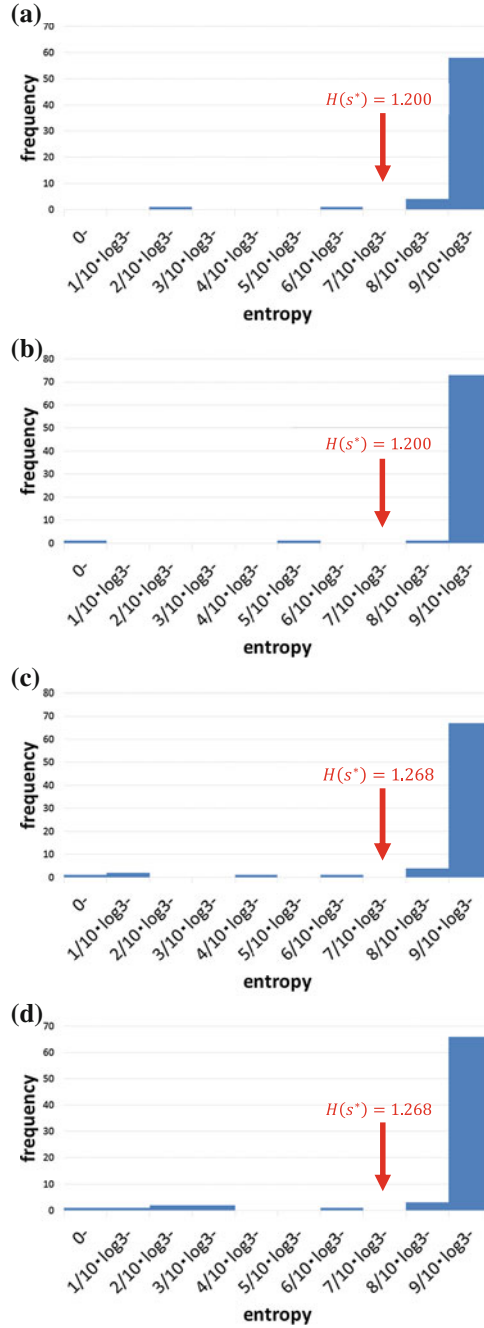 (a)
70
60
50
40
30
20
10
0
frequency
H(s*) = 1.200
0-
1/10•log3-
2/10•log3-
3/10•log3-
4/10•log3-
5/10•log3-
6/10•log3-
7/10•log3-
8/10•log3-
9/10•log3-
entropy
(b)
80
70
60
50
40
30
20
10
0
frequency
H(s*) = 1.200
0-
1/10•log3-
2/10•log3-
3/10•log3-
4/10•log3-
5/10•log3-
6/10•log3-
7/10•log3-
8/10•log3-
9/10•log3-
entropy
(c)
80
70
60
50
40
30
20
10
0
frequency
H(s*) = 1.268
0-
1/10•log3-
2/10•log3-
3/10•log3-
4/10•log3-
5/10•log3-
6/10•log3-
7/10•log3-
8/10•log3-
9/10•log3-
entropy
(d)
70
60
50
40
30
20
10
0
frequency
H(s*) = 1.268
0-
1/10•log3-
2/10•log3-
3/10•log3-
4/10•log3-
5/10•log3-
6/10•log3-
7/10•log3-
8/10•log3-
9/10•log3-
entropy